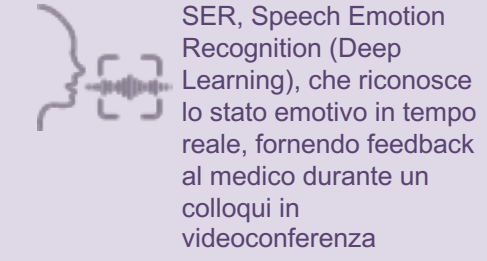 SER, Speech Emotion
Recognition (Deep
Learning), che riconosce
lo stato emotivo in tempo
reale, fornendo feedback
al medico durante un
colloqui in
videoconferenza